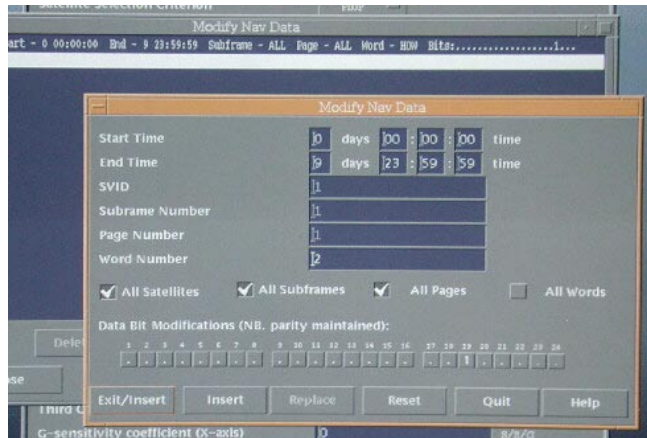 Satellite Selection Criterion
Modify Nav Data
art - 0 00:00:00 End - 9 23:59:59 Subframe - ALL Page - ALL Word - HOW Bits:..................1...
Modify Nav Data
Start Time 0 days 00 : 00 : 00 time
End Time 9 days 23 : 59 : 59 time
SVID 1
Subrame Number 1
Page Number 1
Word Number 2
All Satellites All Subframes All Pages All Words
Data Bit Modifications (NB. parity maintained):
1 2 3 4 5 6 7 8 9 10 11 12 13 14 15 16 17 18 19 20 21 22 23 24
. . . . . . . . . . . . . . . . . . 1 . . . . .
Dele
ose
Exit/Insert Insert Replace Reset Quit Help
Third
G-sensitivity coefficient (X-axis) 0 s/s/g